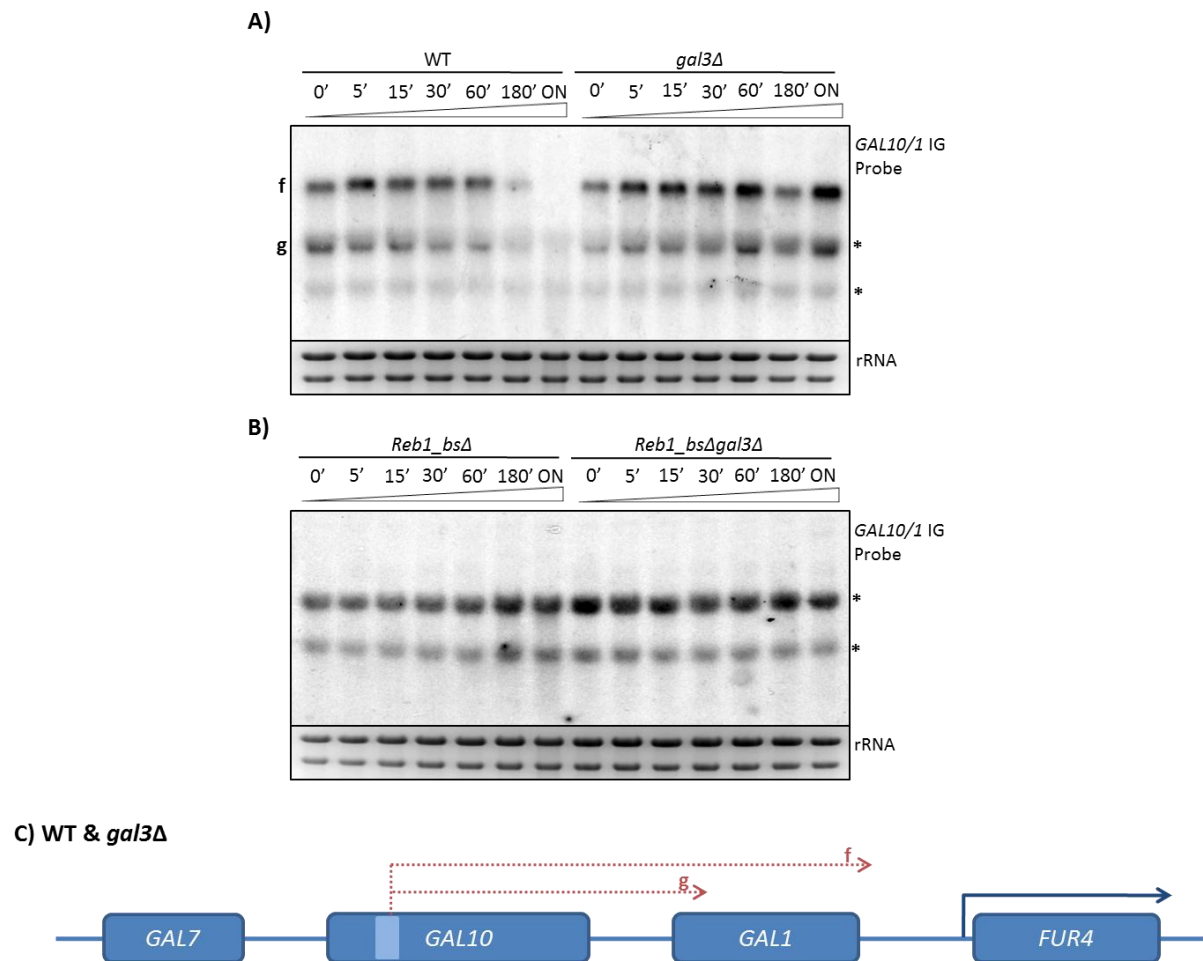 A)
WT gal3Δ
0’ 5’ 15’ 30’ 60’ 180’ ON 0’ 5’ 15’ 30’ 60’ 180’ ON
GAL10/1 IG
Probe
f
g *
*
rRNA
B)
Reb1_bsΔ Reb1_bsΔgal3Δ
0’ 5’ 15’ 30’ 60’ 180’ ON 0’ 5’ 15’ 30’ 60’ 180’ ON
GAL10/1 IG
Probe
*
*
rRNA
C) WT & gal3Δ
f
g
GAL7 GAL10 GAL1 FUR4